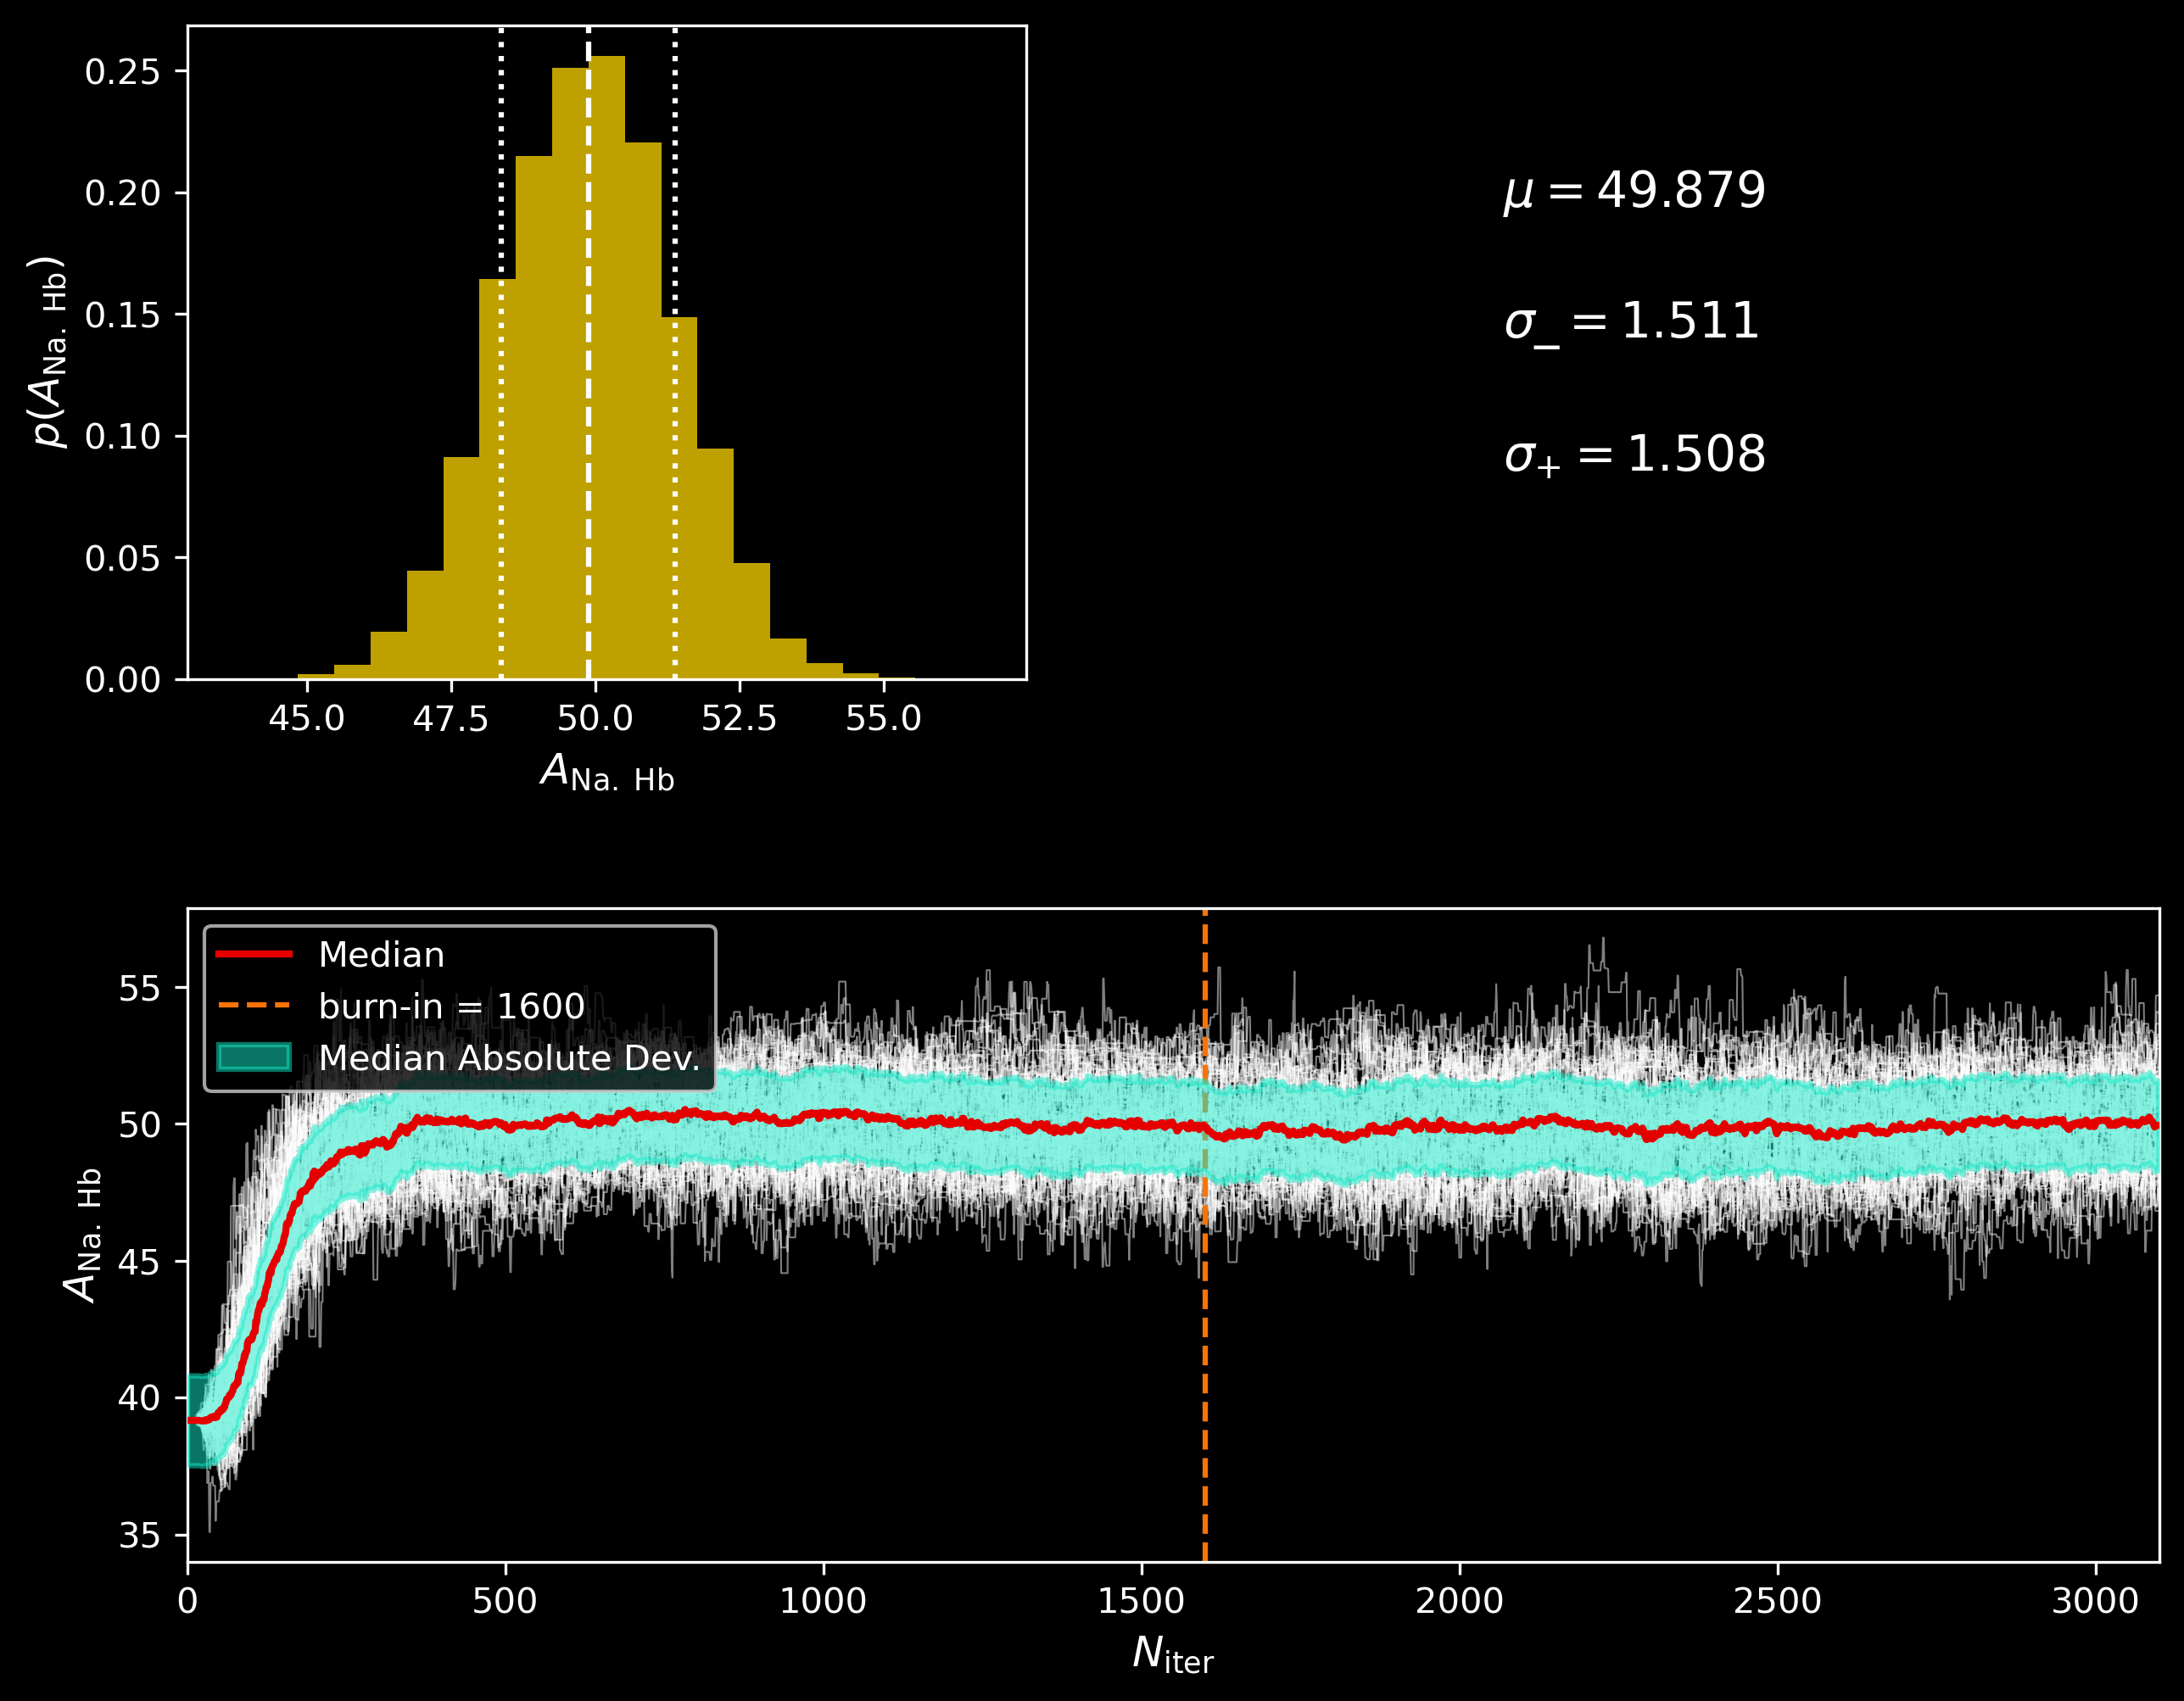 0.25
0.20
0.15
0.10
0.05
0.00
p(A_Na. Hb)
45.0 47.5 50.0 52.5 55.0
A_Na. Hb
μ = 49.879
σ_− = 1.511
σ_+ = 1.508
Median
burn-in = 1600
Median Absolute Dev.
55
50
45
40
35
A_Na. Hb
0 500 1000 1500 2000 2500 3000
N_iter